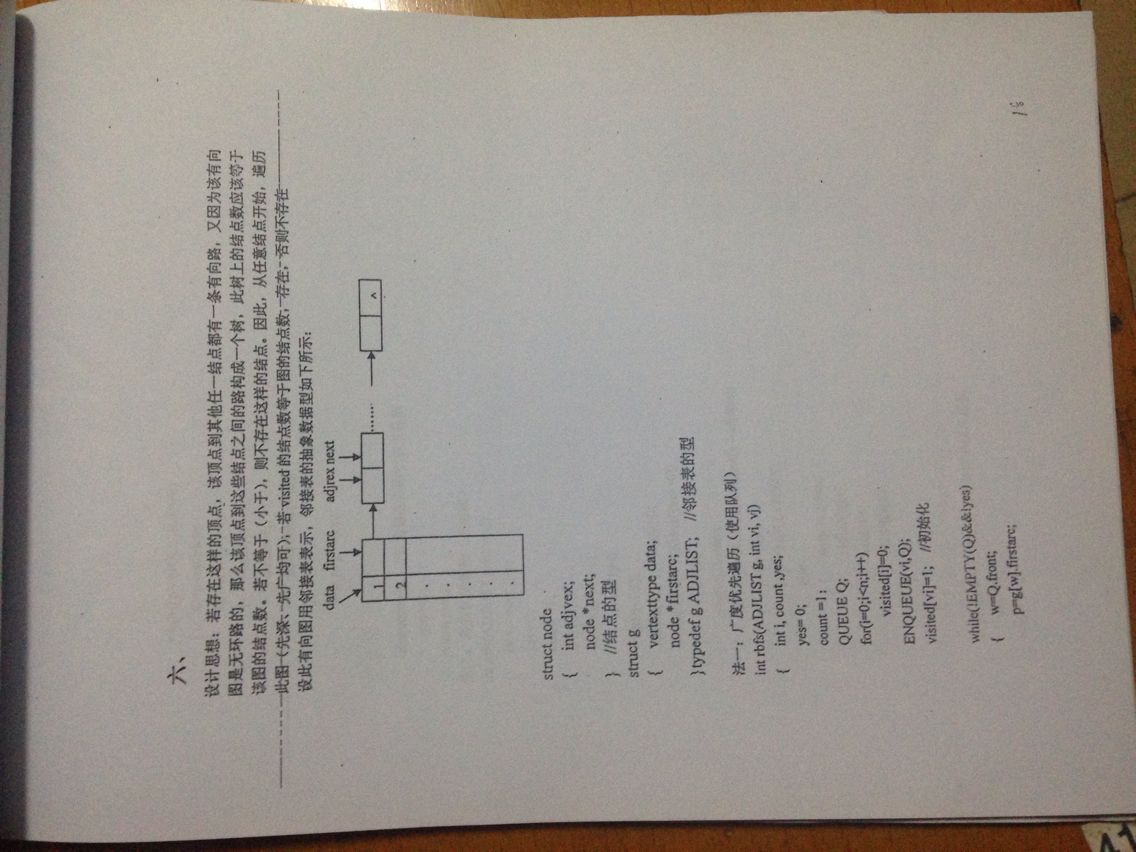 六、
设计思想：若存在这样的顶点，该顶点到其他任一结点都有一条有向路，又因为该有向
图是无环路的，那么该顶点到这些结点之间的路构成一个树，此树上的结点数应该等于
该图的结点数。若不等于（小于），则不存在这样的结点。因此，从任意结点开始，遍历
此图（先深、先广均可），若 visited 的结点数等于图的结点数，存在，否则不存在
设此有向图用邻接表表示，邻接表的抽象数据型如下所示：
data firstarc adjrex next
1
2
^
struct node
{ int adjvex;
node *next;
} //结点的型
struct g
{ vertexttype data;
node *firstarc;
}typedef g ADJLIST; //邻接表的型
法一：广度优先遍历（使用队列）
int rbfs(ADJLIST g, int vi, vj)
{ int i, count ,yes;
yes= 0;
count =1;
QUEUE Q;
for(i=0;i<n;i++)
visited[i]=0;
ENQUEUE(vi,Q);
visited[vi]=1; //初始化
while(!EMPTY(Q)&&!yes)
{ w=Q.front;
p=g[w].firstarc;
41